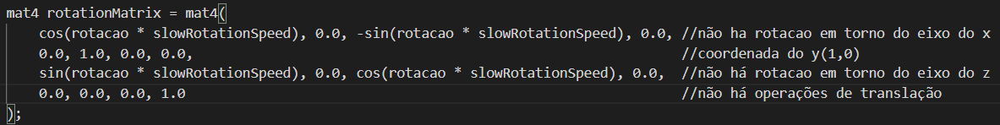 mat4 rotationMatrix = mat4(
    cos(rotacao * slowRotationSpeed), 0.0, -sin(rotacao * slowRotationSpeed), 0.0, //não ha rotacao em torno do eixo do x
    0.0, 1.0, 0.0, 0.0, //coordenada do y(1,0)
    sin(rotacao * slowRotationSpeed), 0.0, cos(rotacao * slowRotationSpeed), 0.0, //não há rotacao em torno do eixo do z
    0.0, 0.0, 0.0, 1.0 //não há operações de translação
);